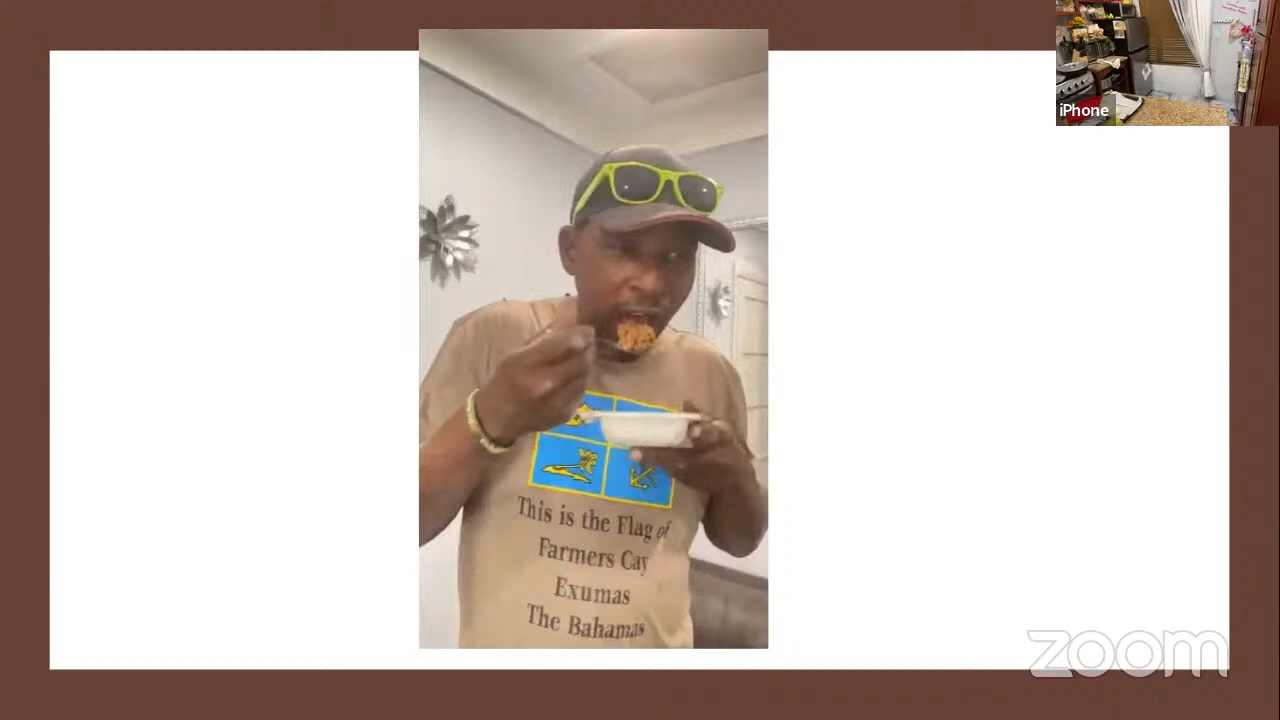 iPhone
This is the Flag of
Farmers Cay
Exumas
The Bahamas
zoom